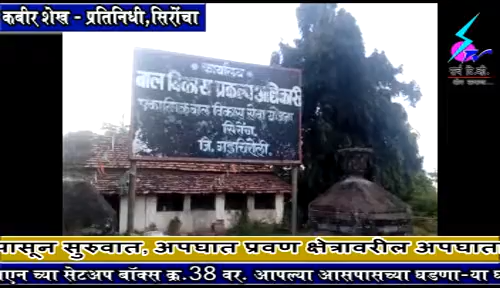 कबीर शेख - प्रतिनिधी,सिरोंचा
कार्यालय
बाल विकास प्रकल्प अधिकारी
एकात्मिक बाल विकास सेवा योजना
सिरोंचा
जि. गडचिरोली.
पासून सुरुवात, अपघात प्रवण क्षेत्रावरील अपघात
एन च्या सेटअप बॉक्स क्र.38 वर. आपल्या आसपासच्या घडणा-या घ